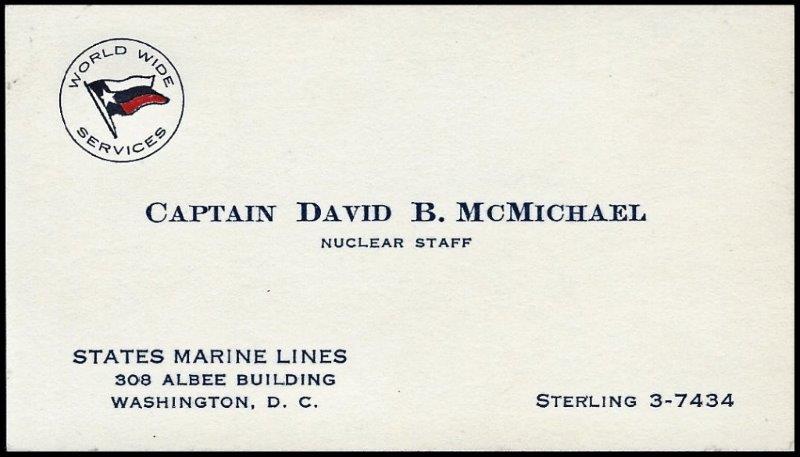 WORLD WIDE
SERVICES
CAPTAIN DAVID B. MCMICHAEL
NUCLEAR STAFF
STATES MARINE LINES
308 ALBEE BUILDING
WASHINGTON, D. C.
STERLING 3-7434